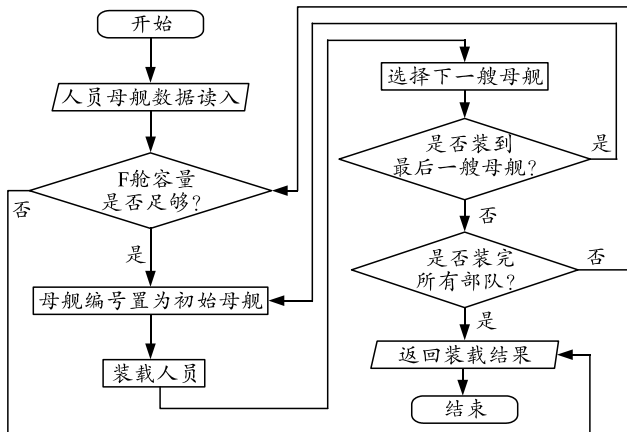 开始
人员母舰数据读入
F舱容量
是否足够？
否
是
母舰编号置为初始母舰
装载人员
选择下一艘母舰
是否装到
最后一艘母舰？
是
否
是否装完
所有部队？
否
是
返回装载结果
结束